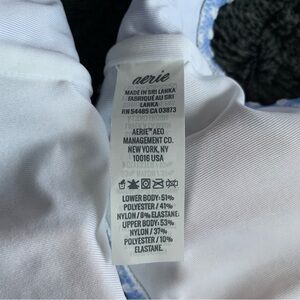 aerie
MADE IN SRI LANKA
FABRIQUÉ AU SRI
LANKA
RN 54485 CA 03873
AERIE™ AEO
MANAGEMENT CO.
NEW YORK, NY
10016 USA
LOWER BODY: 51%
POLYESTER / 41%
NYLON / 8% ELASTANE;
UPPER BODY: 53%
NYLON / 37%
POLYESTER / 10%
ELASTANE.